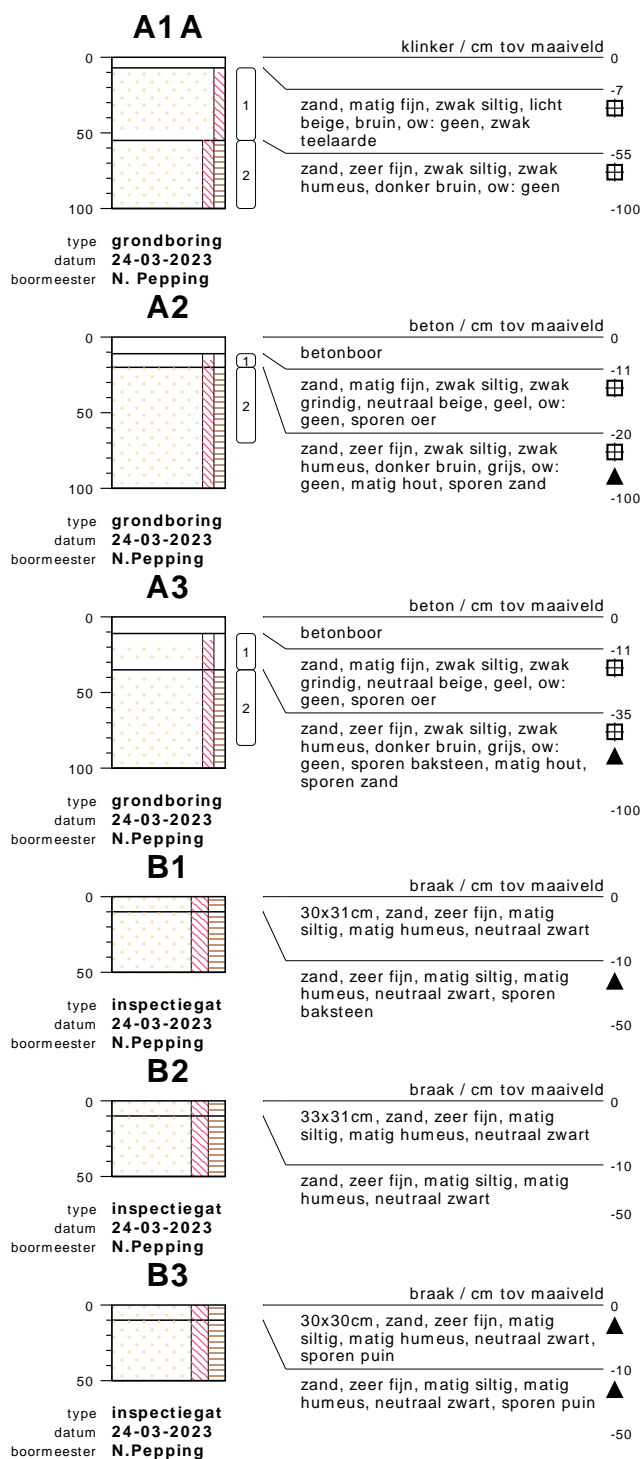 A1 A
klinker / cm tov maaiveld
0
0
-7
zand, matig fijn, zwak siltig, licht
beige, bruin, ow: geen, zwak
teelaarde
1
50
-55
zand, zeer fijn, zwak siltig, zwak
humeus, donker bruin, ow: geen
2
100
-100
type grondboring
datum 24-03-2023
boormeester N. Pepping
A2
beton / cm tov maaiveld
0
0
betonboor
1
-11
zand, matig fijn, zwak siltig, zwak
grindig, neutraal beige, geel, ow:
geen, sporen oer
50
2
-20
zand, zeer fijn, zwak siltig, zwak
humeus, donker bruin, grijs, ow:
geen, matig hout, sporen zand
100
-100
type grondboring
datum 24-03-2023
boormeester N.Pepping
A3
beton / cm tov maaiveld
0
0
betonboor
1
-11
zand, matig fijn, zwak siltig, zwak
grindig, neutraal beige, geel, ow:
geen, sporen oer
50
2
-35
zand, zeer fijn, zwak siltig, zwak
humeus, donker bruin, grijs, ow:
geen, sporen baksteen, matig hout,
sporen zand
100
-100
type grondboring
datum 24-03-2023
boormeester N.Pepping
B1
braak / cm tov maaiveld
0
0
30x31cm, zand, zeer fijn, matig
siltig, matig humeus, neutraal zwart
-10
zand, zeer fijn, matig siltig, matig
humeus, neutraal zwart, sporen
baksteen
50
-50
type inspectiegat
datum 24-03-2023
boormeester N.Pepping
B2
braak / cm tov maaiveld
0
0
33x31cm, zand, zeer fijn, matig
siltig, matig humeus, neutraal zwart
-10
zand, zeer fijn, matig siltig, matig
humeus, neutraal zwart
50
-50
type inspectiegat
datum 24-03-2023
boormeester N.Pepping
B3
braak / cm tov maaiveld
0
0
30x30cm, zand, zeer fijn, matig
siltig, matig humeus, neutraal zwart,
sporen puin
-10
zand, zeer fijn, matig siltig, matig
humeus, neutraal zwart, sporen puin
50
-50
type inspectiegat
datum 24-03-2023
boormeester N.Pepping